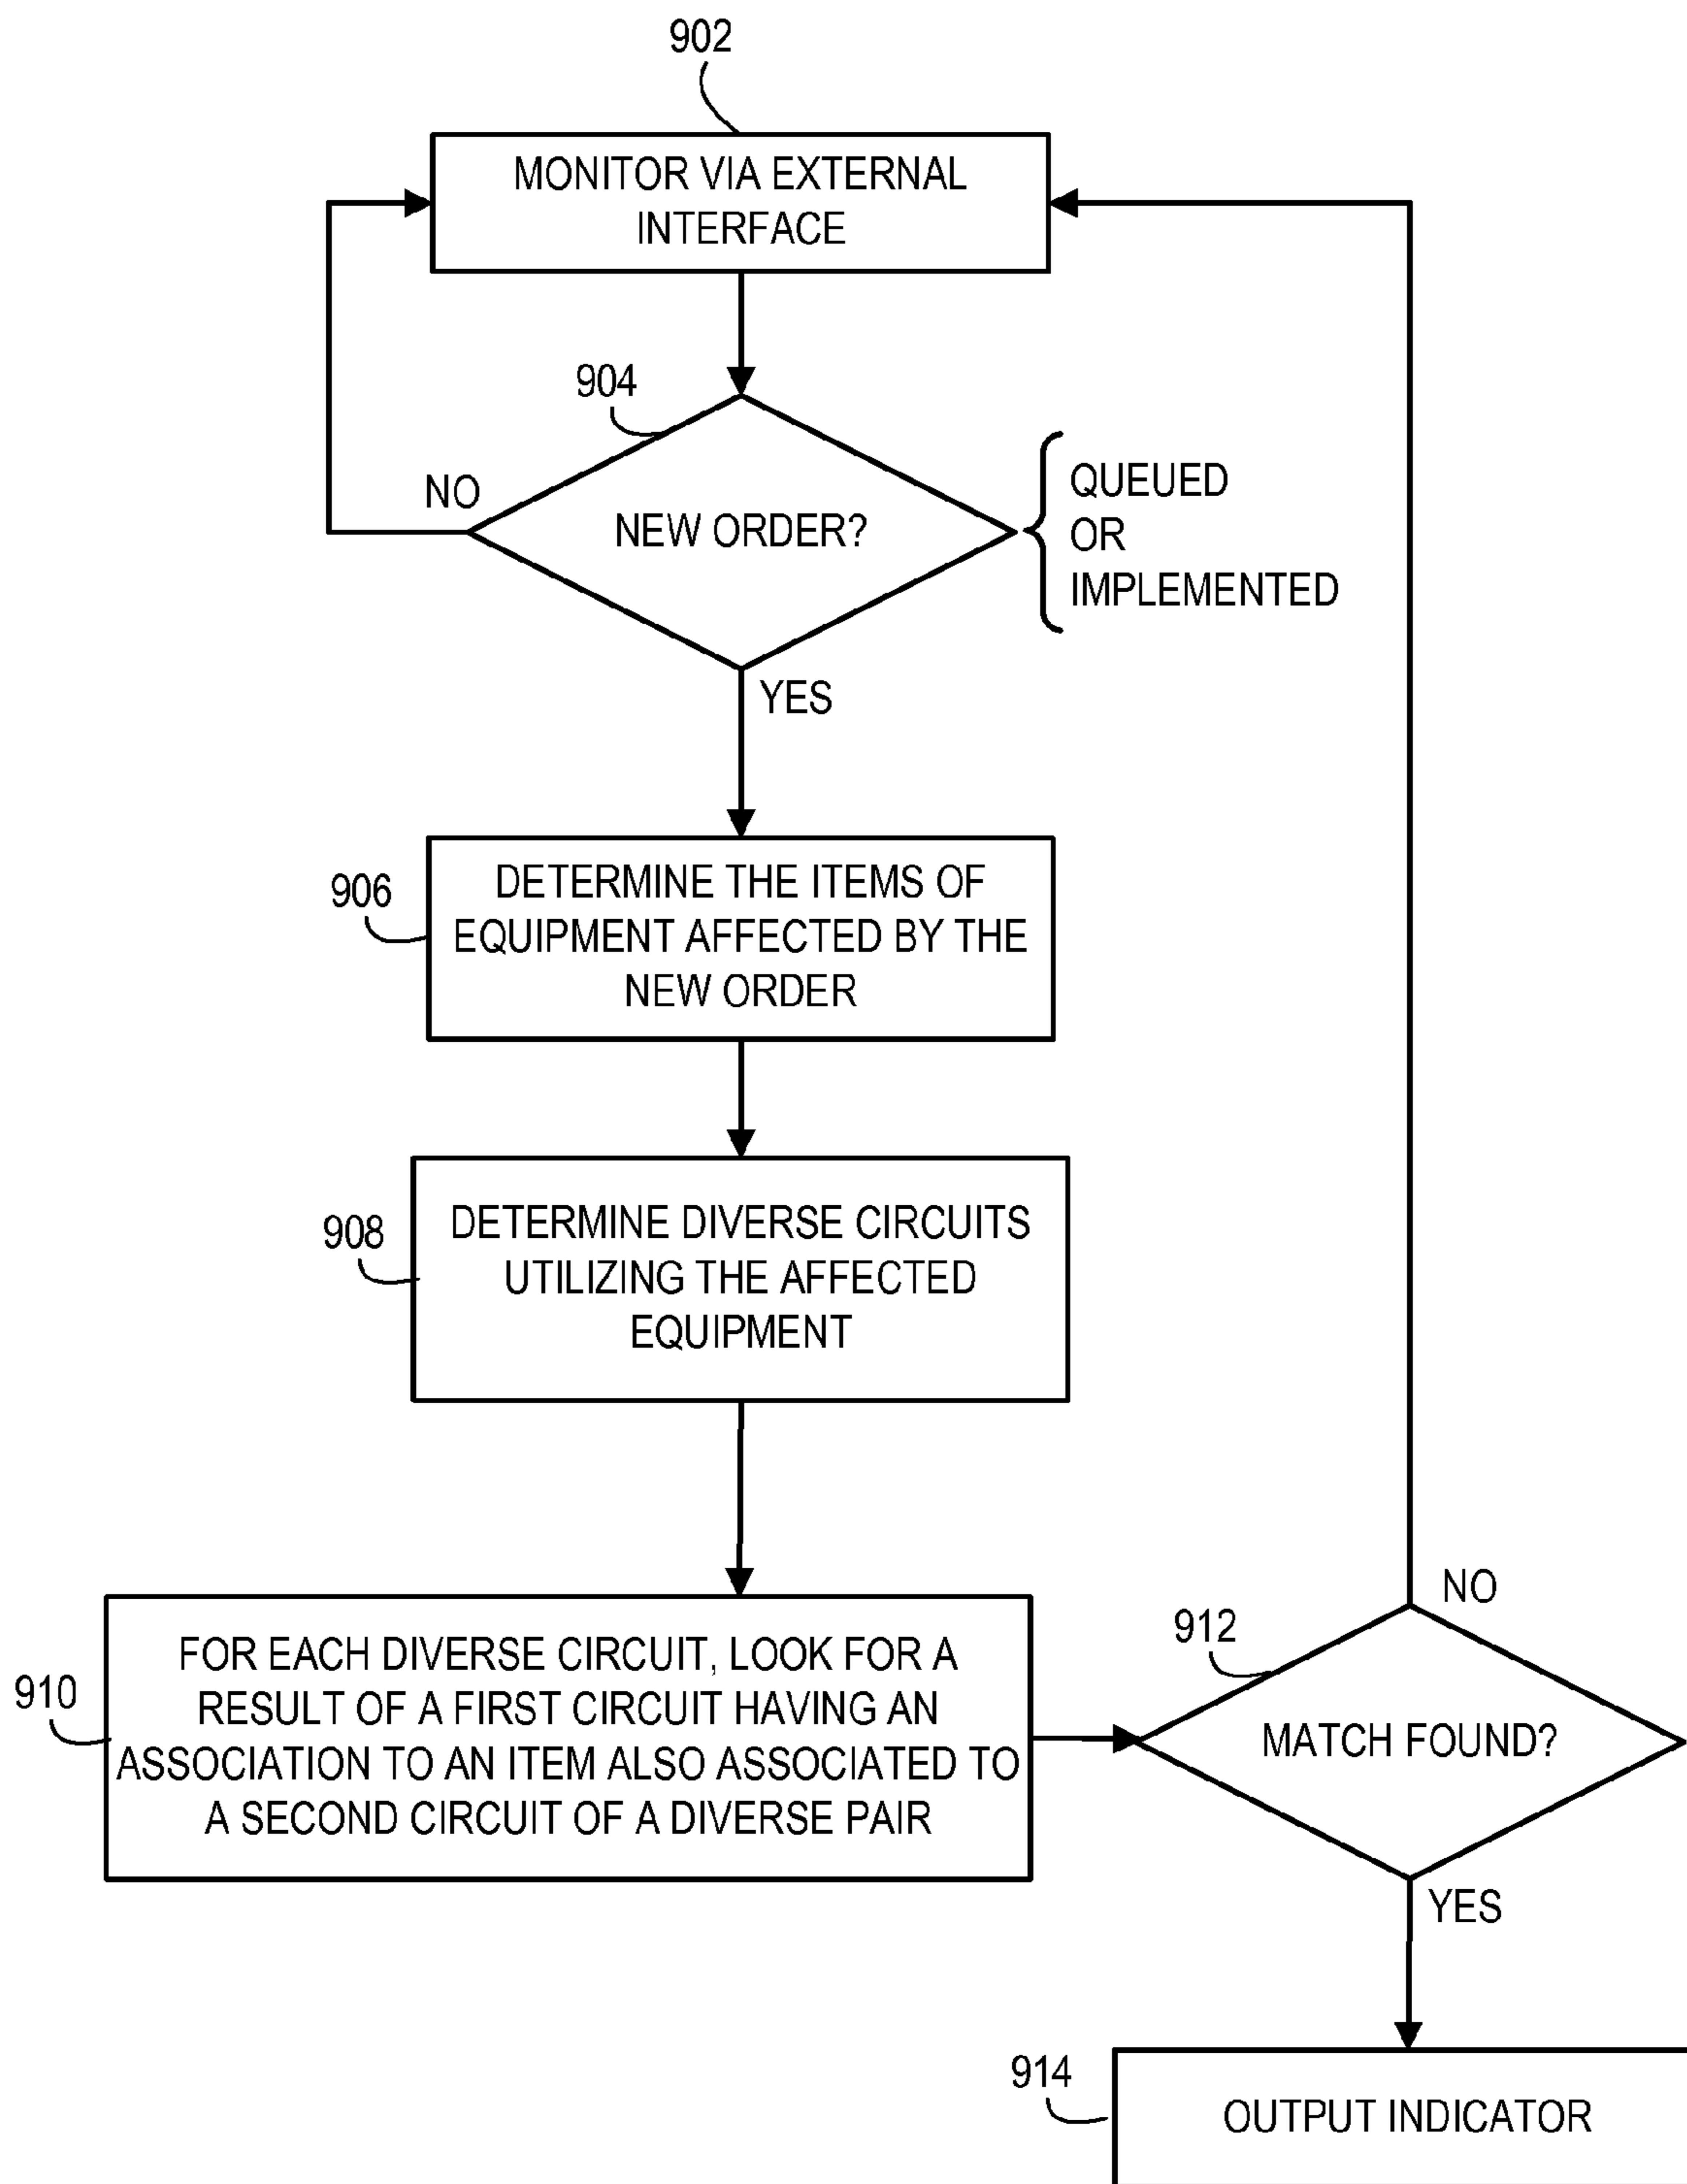 902
MONITOR VIA EXTERNAL
INTERFACE
904
NO
NEW ORDER?
QUEUED
OR
IMPLEMENTED
YES
906
DETERMINE THE ITEMS OF
EQUIPMENT AFFECTED BY THE
NEW ORDER
908
DETERMINE DIVERSE CIRCUITS
UTILIZING THE AFFECTED
EQUIPMENT
910
FOR EACH DIVERSE CIRCUIT, LOOK FOR A
RESULT OF A FIRST CIRCUIT HAVING AN
ASSOCIATION TO AN ITEM ALSO ASSOCIATED TO
A SECOND CIRCUIT OF A DIVERSE PAIR
912
NO
MATCH FOUND?
YES
914
OUTPUT INDICATOR